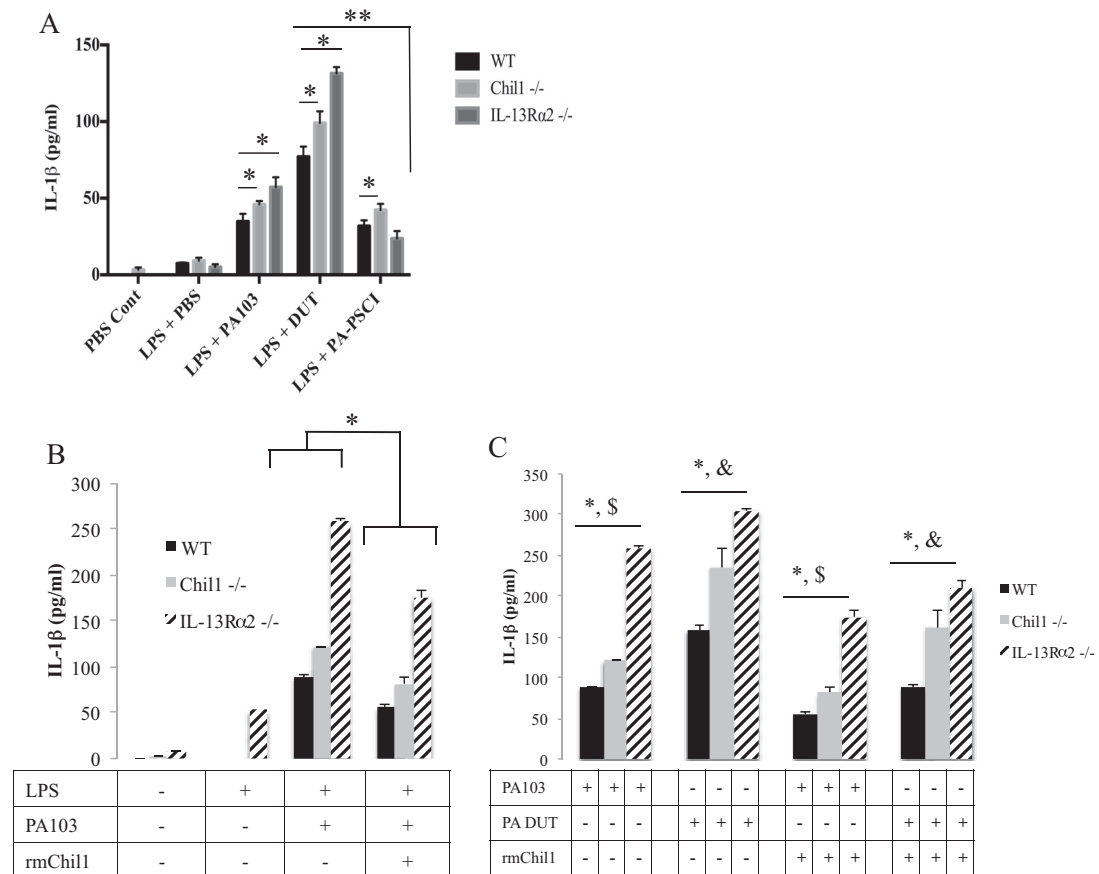 A
**
*
*
*
*
*
*
150
100
50
0
IL-1β (pg/ml)
WT
Chil1 -/-
IL-13Rα2 -/-
PBS Cont
LPS + PBS
LPS + PA103
LPS + DUT
LPS + PA-PSCI
B
*
300
250
200
150
100
50
0
IL-1β (pg/ml)
WT
Chil1 -/-
IL-13Rα2 -/-
LPS - + + +
PA103 - - + +
rmChil1 - - - +
C
350
300
250
200
150
100
50
0
IL-1β (pg/ml)
*, $
*, &
*, $
*, &
WT
Chil1 -/-
IL-13Rα2 -/-
PA103 + + + - - - + + + - - -
PA DUT - - - + + + - - - + + +
rmChil1 - - - - - - + + + + + +